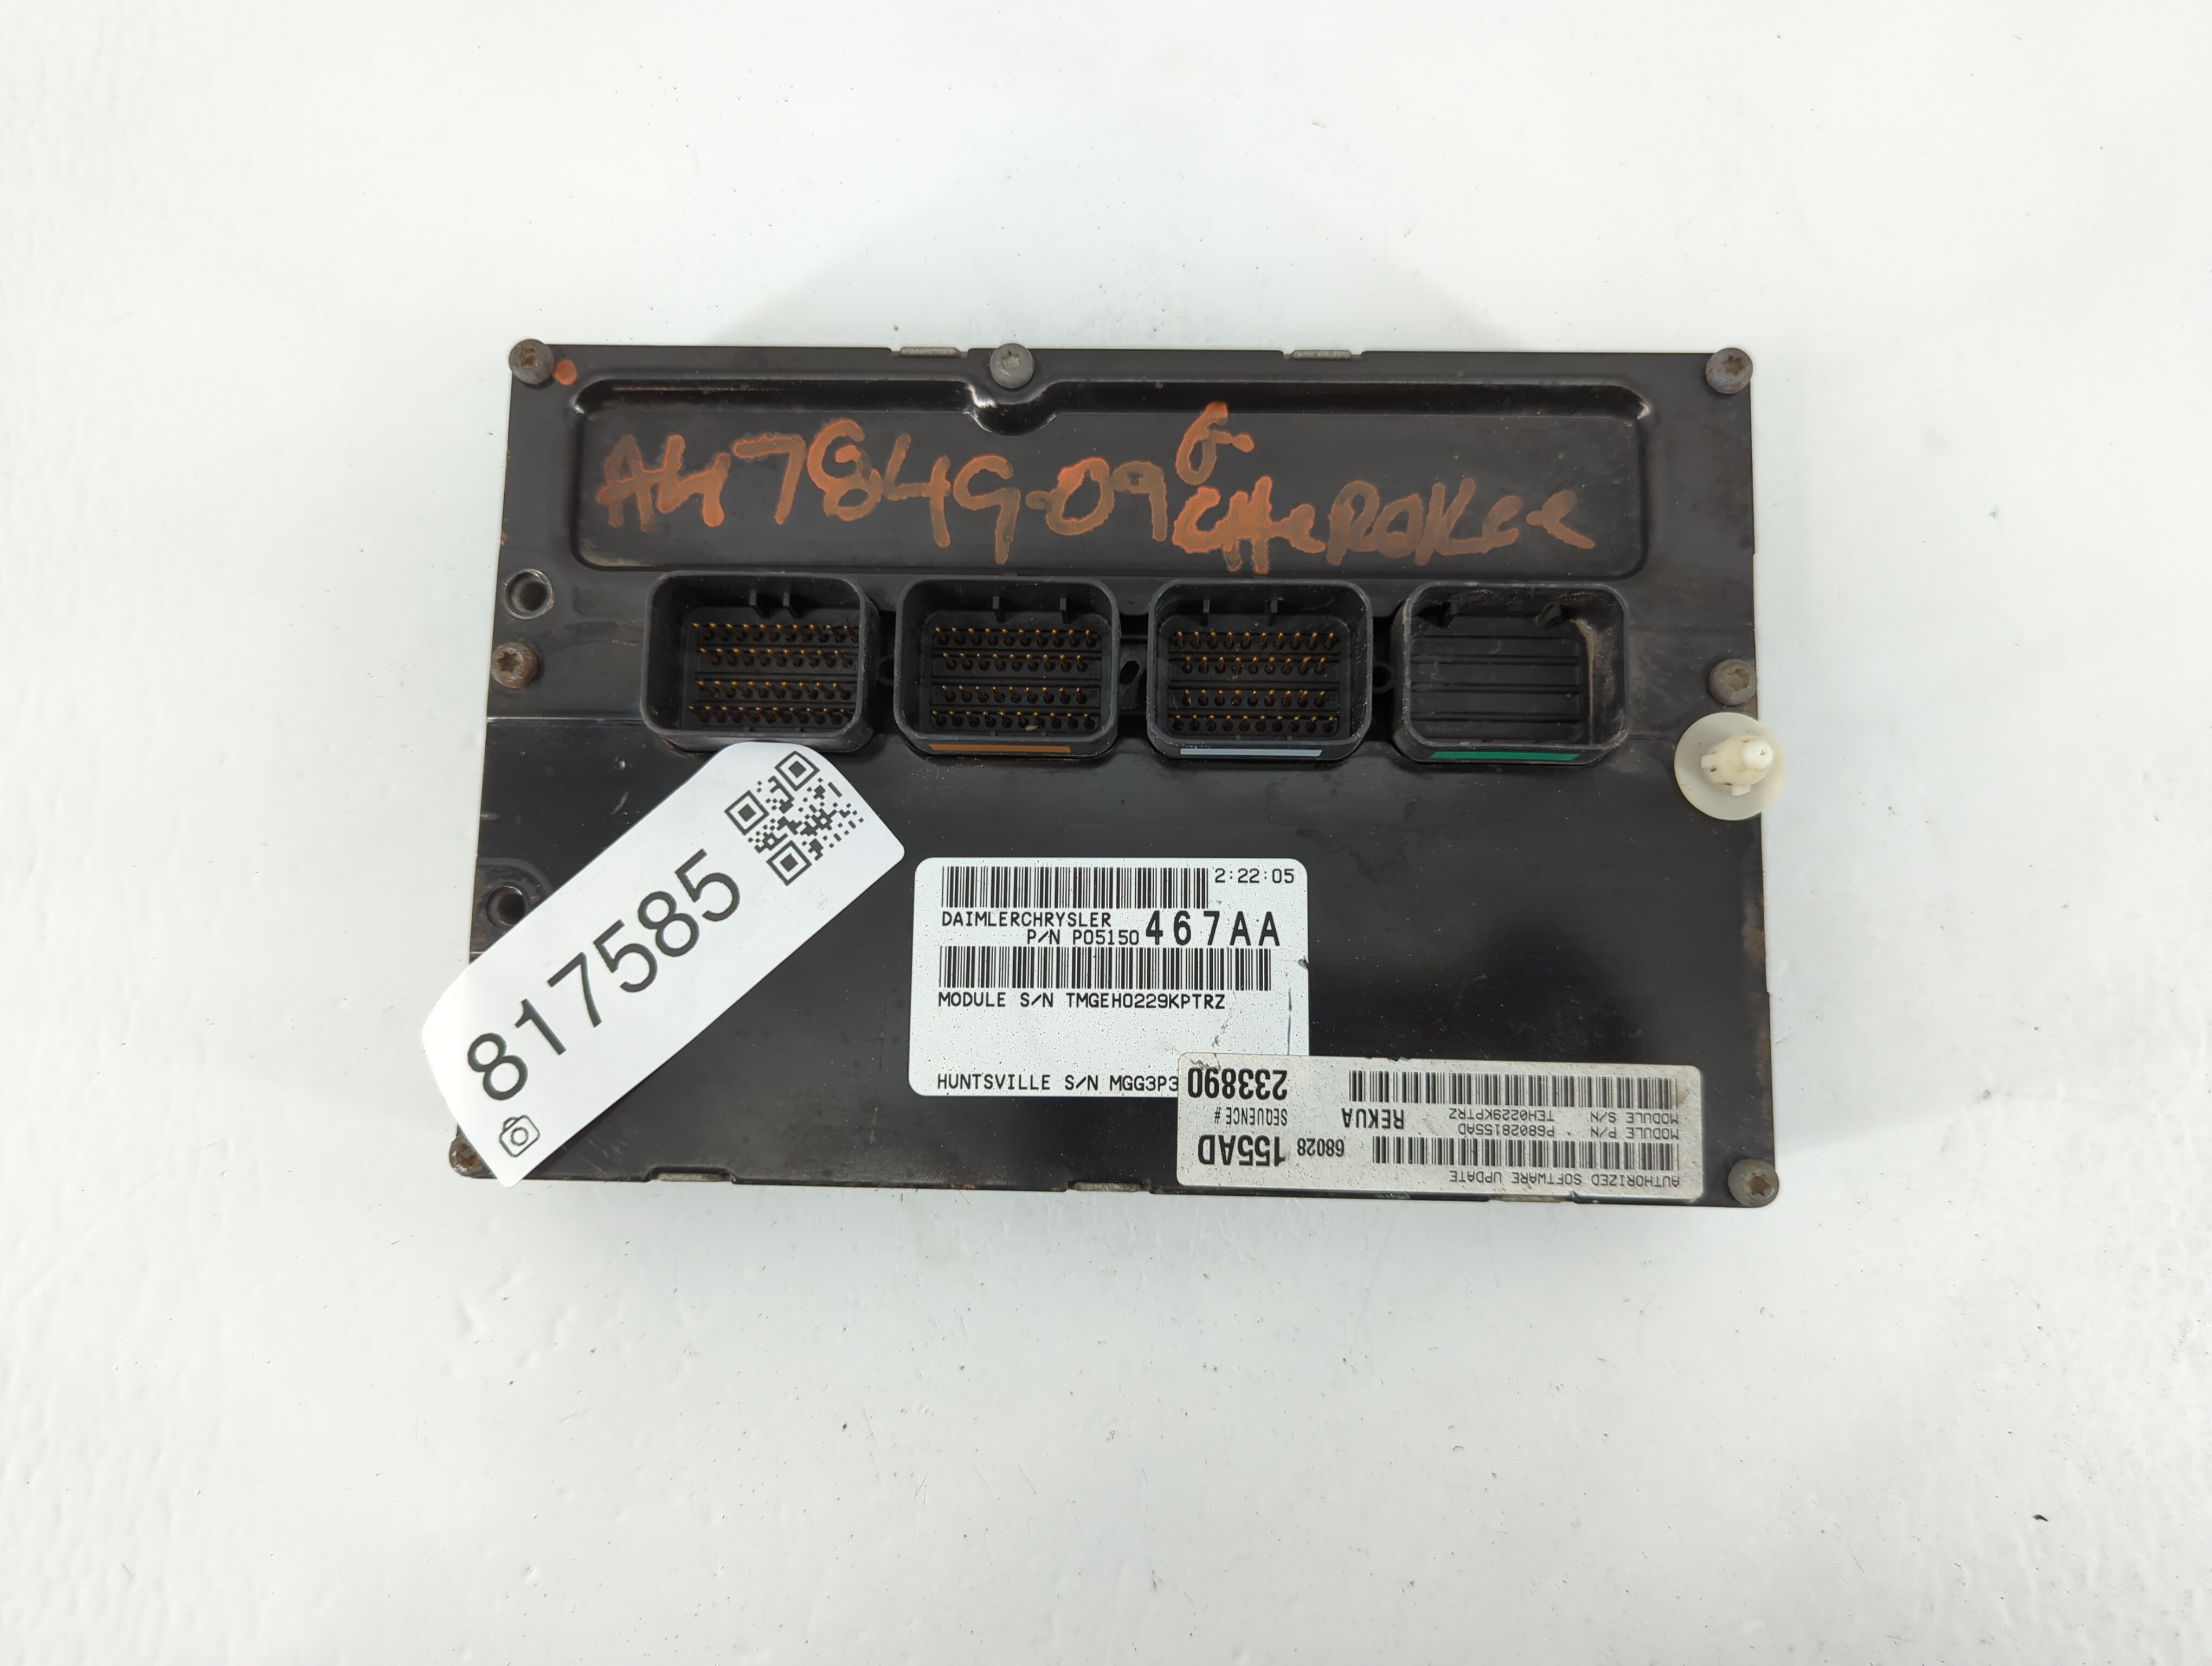 AH7849-09 G.
CHEROKEE
817585
2:22:05
DAIMLERCHRYSLER
P/N P05150 467AA
MODULE S/N TMGEH0229KPTRZ
HUNTSVILLE S/N MGG3P3
AUTHORIZED SOFTWARE UPDATE
68028 155AD
MODULE P/N P68028155AD
MODULE S/N TEH0229KPTRZ
REKUA
SEQUENCE #
233890